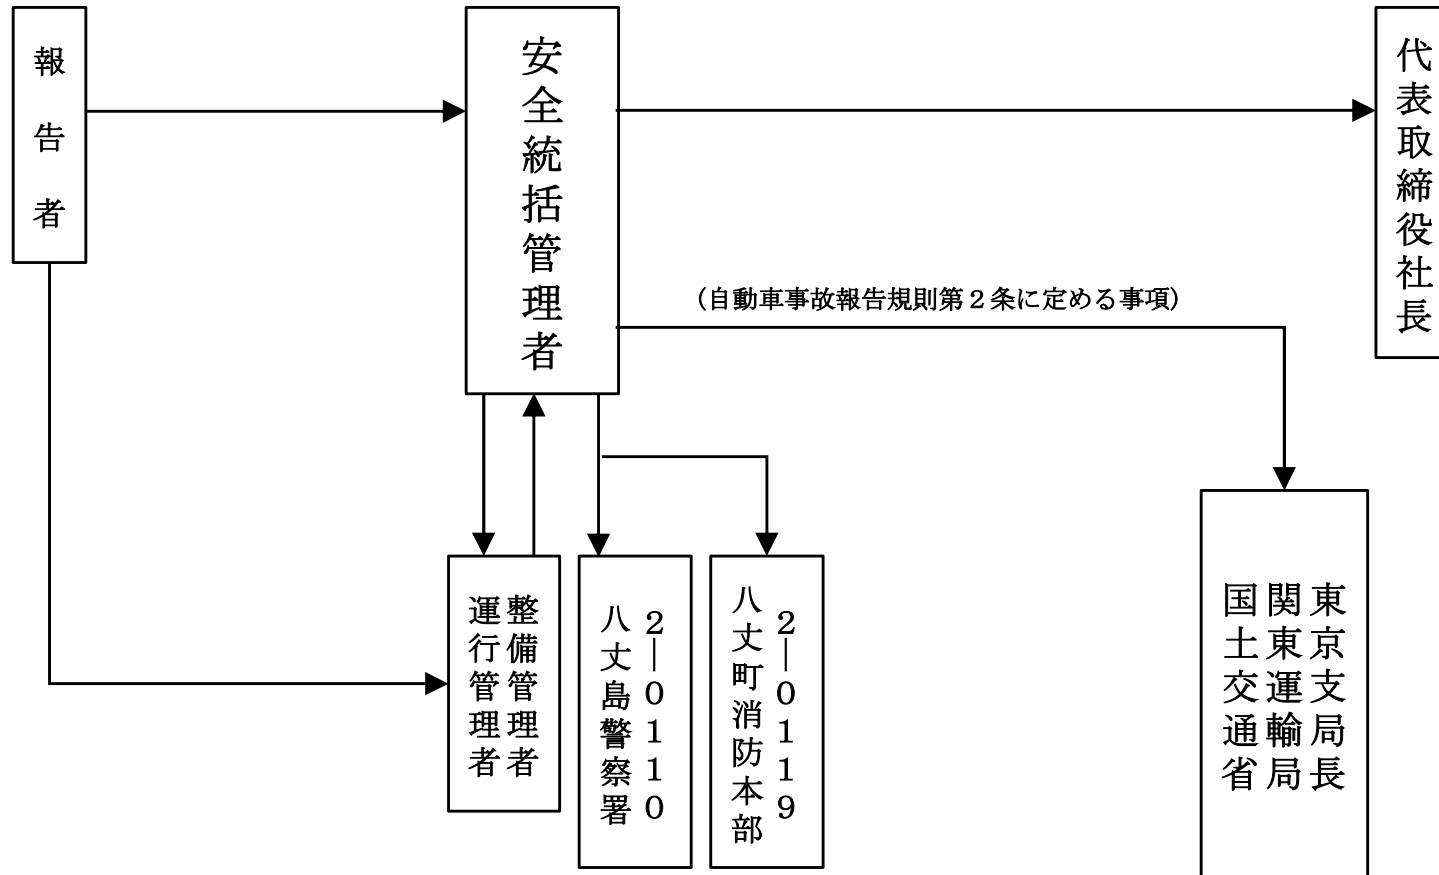 報告者
安全統括管理者
代表取締役社長
（自動車事故報告規則第２条に定める事項）
整備管理者
運行管理者
２―０１１０
八丈島警察署
２―０１１９
八丈町消防本部
東京支局長
関東運輸局
国土交通省